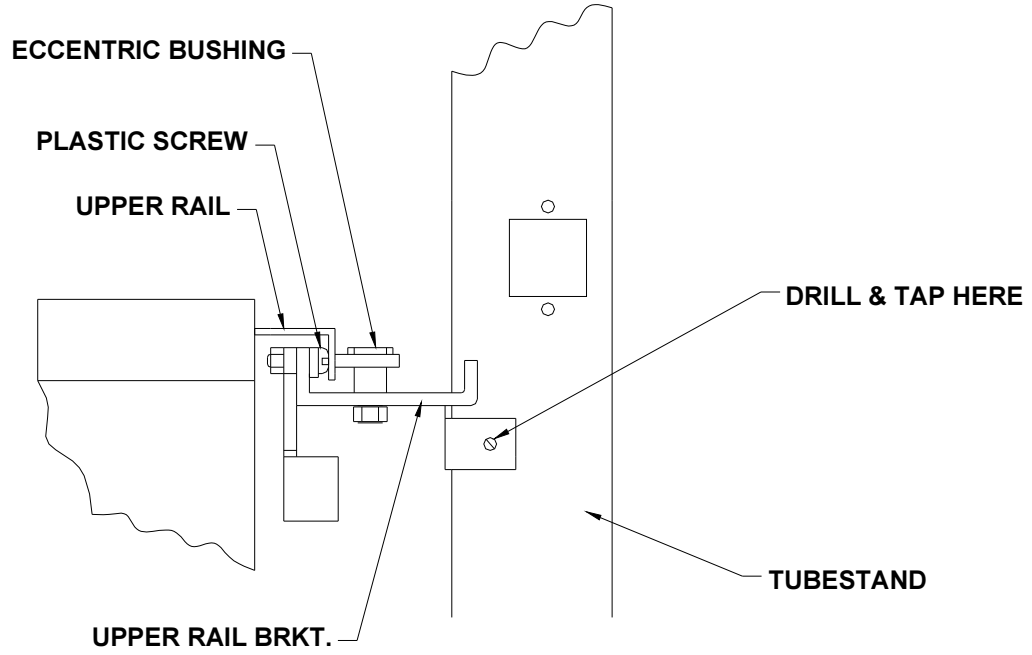 ECCENTRIC BUSHING
PLASTIC SCREW
UPPER RAIL
DRILL & TAP HERE
TUBESTAND
UPPER RAIL BRKT.